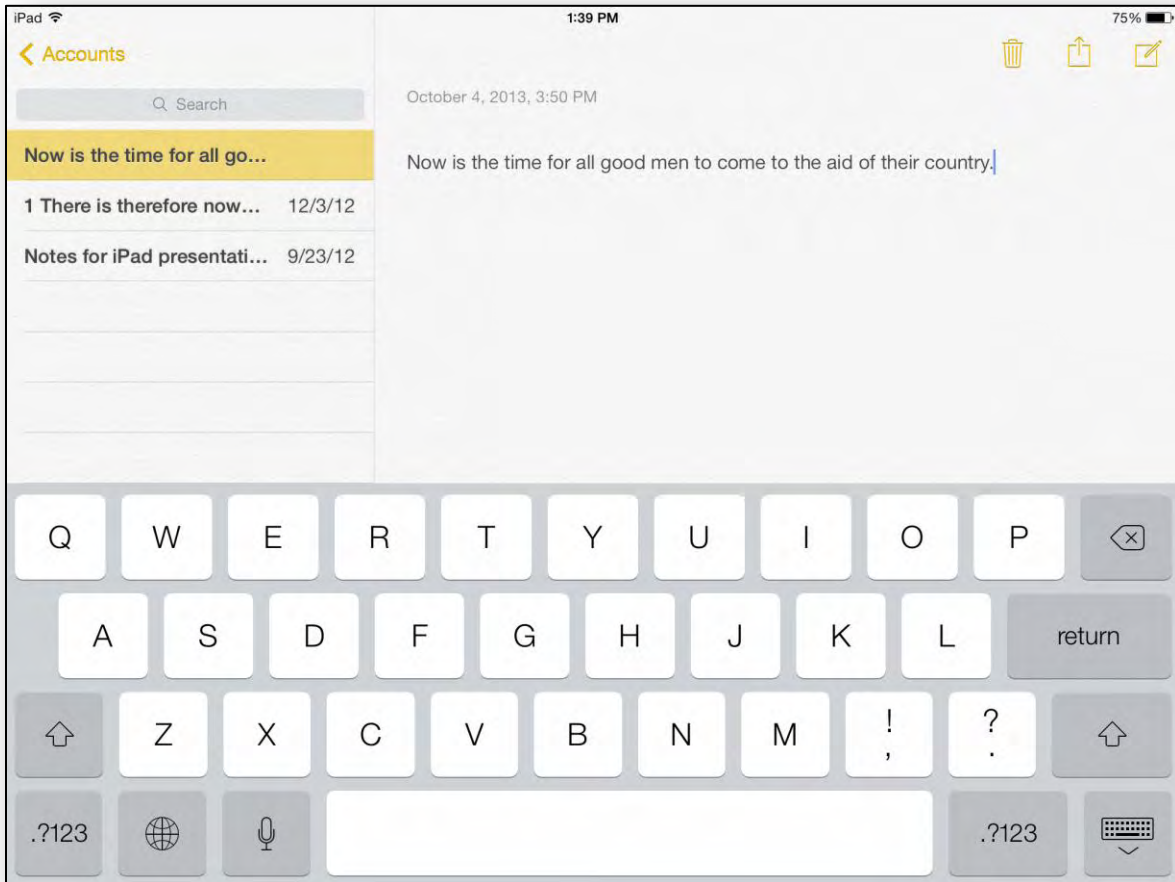 iPad 1:39 PM 75%
Accounts
Search
Now is the time for all go...
1 There is therefore now... 12/3/12
Notes for iPad presentati... 9/23/12
October 4, 2013, 3:50 PM
Now is the time for all good men to come to the aid of their country.
Q W E R T Y U I O P
A S D F G H J K L return
Z X C V B N M ! , ? .
.?123 .?123